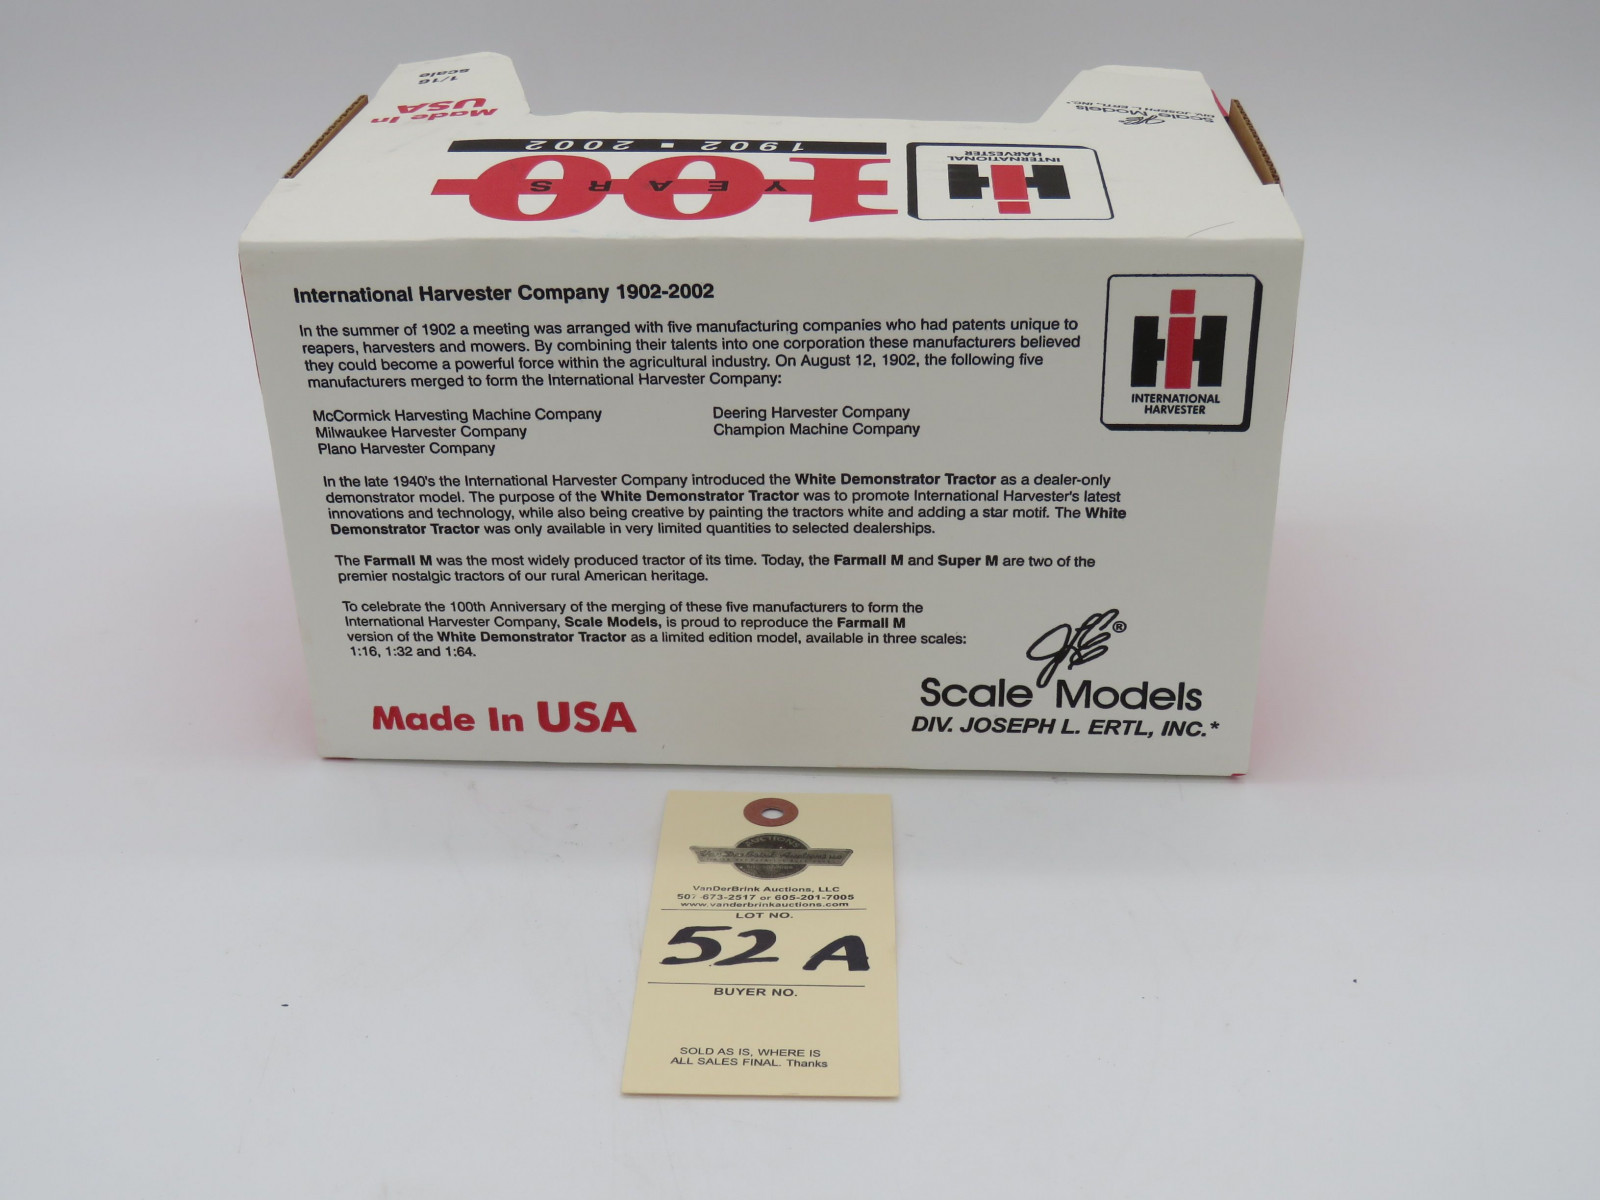 1/16
scale
Made In
USA
Scale Models
DIV. JOSEPH L. ERTL, INC.*
1902 ■ 2002
100
YEARS
INTERNATIONAL
HARVESTER
International Harvester Company 1902-2002
In the summer of 1902 a meeting was arranged with five manufacturing companies who had patents unique to
reapers, harvesters and mowers. By combining their talents into one corporation these manufacturers believed
they could become a powerful force within the agricultural industry. On August 12, 1902, the following five
manufacturers merged to form the International Harvester Company:
INTERNATIONAL
HARVESTER
McCormick Harvesting Machine Company
Milwaukee Harvester Company
Plano Harvester Company
Deering Harvester Company
Champion Machine Company
In the late 1940's the International Harvester Company introduced the White Demonstrator Tractor as a dealer-only
demonstrator model. The purpose of the White Demonstrator Tractor was to promote International Harvester's latest
innovations and technology, while also being creative by painting the tractors white and adding a star motif. The White
Demonstrator Tractor was only available in very limited quantities to selected dealerships.
The Farmall M was the most widely produced tractor of its time. Today, the Farmall M and Super M are two of the
premier nostalgic tractors of our rural American heritage.
To celebrate the 100th Anniversary of the merging of these five manufacturers to form the
International Harvester Company, Scale Models, is proud to reproduce the Farmall M
version of the White Demonstrator Tractor as a limited edition model, available in three scales:
1:16, 1:32 and 1:64.
Made In USA
®
Scale Models
DIV. JOSEPH L. ERTL, INC.*
VanDerBrink Auctions, LLC
507-673-2517 or 605-201-7005
www.vanderbrinkauctions.com
LOT NO.
52 A
BUYER NO.
SOLD AS IS, WHERE IS
ALL SALES FINAL. Thanks